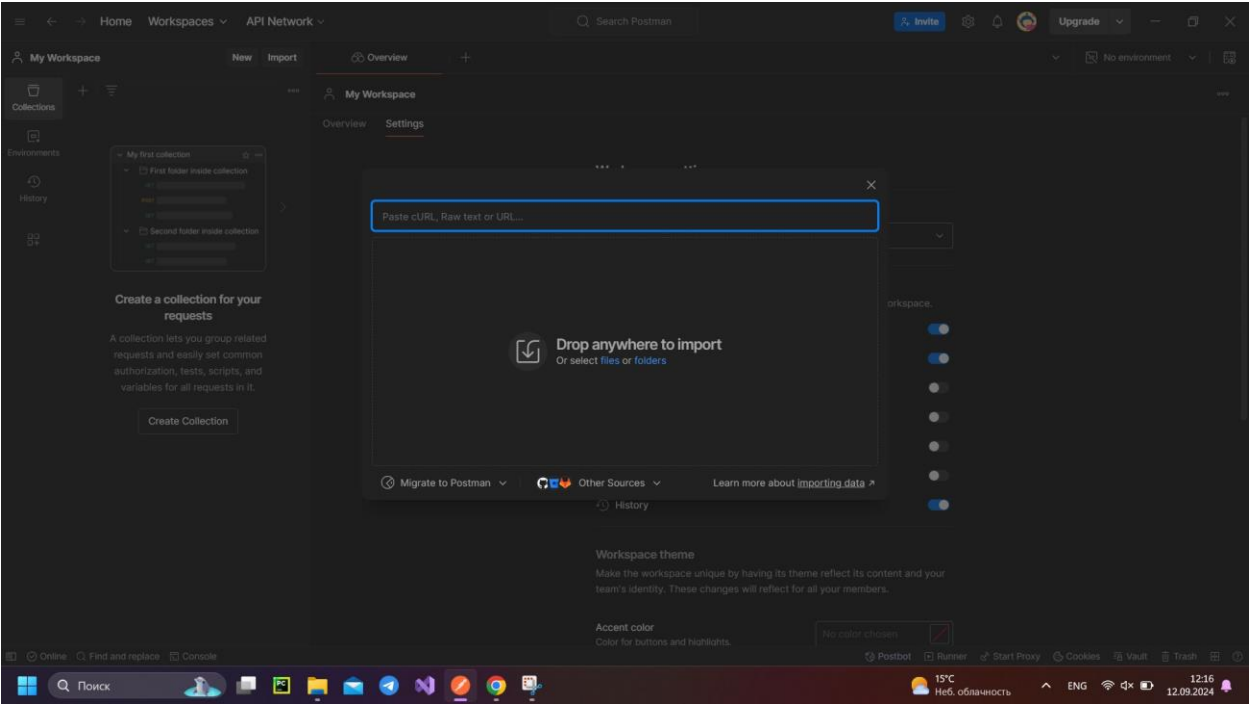 Home Workspaces API Network Search Postman Invite Upgrade
My Workspace New Import Overview No environment
Collections
My Workspace
Overview Settings
Environments
My first collection
First folder inside collection
History
Second folder inside collection
Paste cURL, Raw text or URL...
Create a collection for your
requests
orkspace.
A collection lets you group related
requests and easily set common
authorization, tests, scripts, and
variables for all requests in it.
Create Collection
Drop anywhere to import
Or select files or folders
Migrate to Postman Other Sources Learn more about importing data
History
Workspace theme
Make the workspace unique by having its theme reflect its content and your
team's identity. These changes will reflect for all your members.
Accent color
Color for buttons and highlights.
No color chosen
Online Find and replace Console Postbot Runner Start Proxy Cookies Vault Trash
Поиск
15°C
Неб. облачность
ENG
12:16
12.09.2024